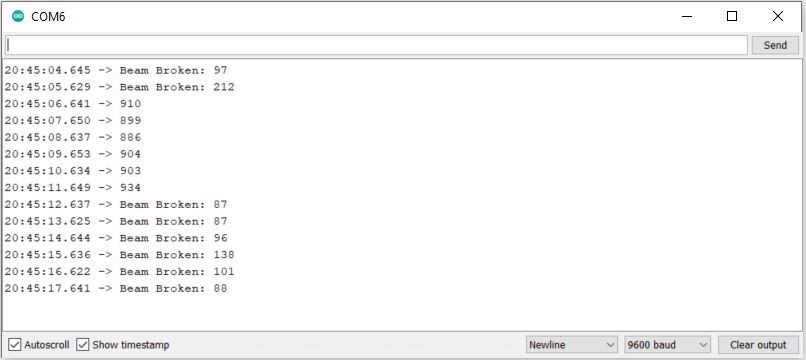 COM6
Send
20:45:04.645 -> Beam Broken: 97
20:45:05.629 -> Beam Broken: 212
20:45:06.641 -> 910
20:45:07.650 -> 899
20:45:08.637 -> 886
20:45:09.653 -> 904
20:45:10.634 -> 903
20:45:11.649 -> 934
20:45:12.637 -> Beam Broken: 87
20:45:13.625 -> Beam Broken: 87
20:45:14.644 -> Beam Broken: 96
20:45:15.636 -> Beam Broken: 138
20:45:16.622 -> Beam Broken: 101
20:45:17.641 -> Beam Broken: 88
Autoscroll Show timestamp Newline 9600 baud Clear output